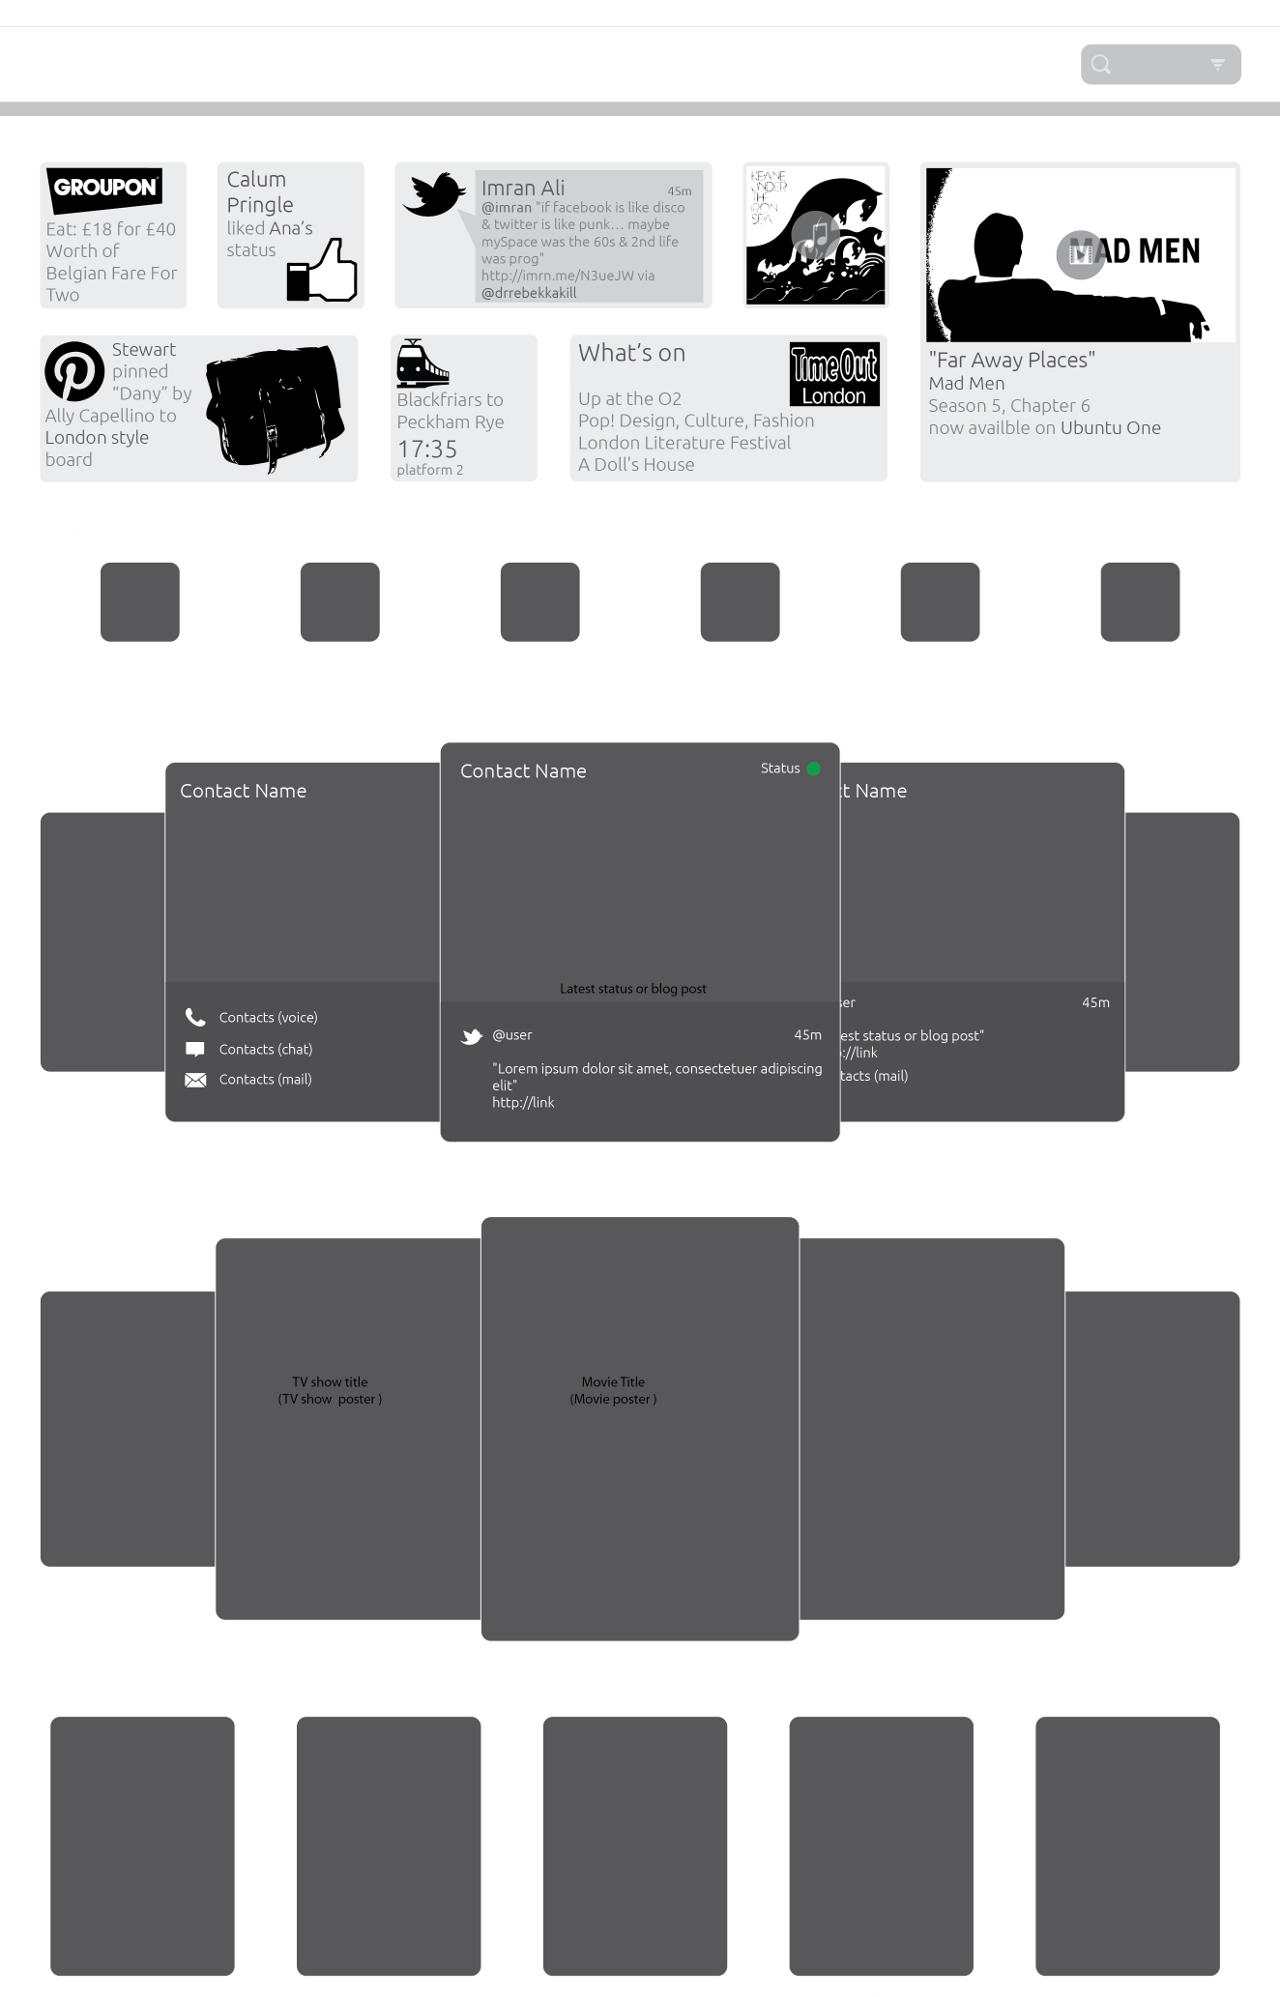 GROUPON
Eat: £18 for £40
Worth of
Belgian Fare For
Two
Calum
Pringle
liked Ana’s
status
Imran Ali
45m
@imran "if facebook is like disco
& twitter is like punk… maybe
mySpace was the 60s & 2nd life
was prog"
http://imrn.me/N3ueJW via
@drrebekkakill
KEANE
UNDER
THE
IRON
SEA
MAD MEN
"Far Away Places"
Mad Men
Season 5, Chapter 6
now availble on Ubuntu One
Stewart
pinned
“Dany” by
Ally Capellino to
London style
board
Blackfriars to
Peckham Rye
17:35
platform 2
What’s on
Time Out
London
Up at the O2
Pop! Design, Culture, Fashion
London Literature Festival
A Doll's House
Contact Name
Contacts (voice)
Contacts (chat)
Contacts (mail)
Contact Name
Status
Latest status or blog post
@user
45m
"Lorem ipsum dolor sit amet, consectetuer adipiscing
elit"
http://link
ct Name
ser
45m
est status or blog post"
://link
tacts (mail)
TV show title
(TV show poster )
Movie Title
(Movie poster )